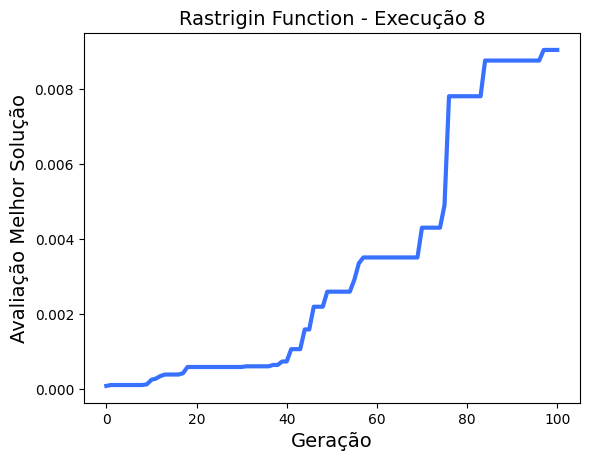 Rastrigin Function - Execução 8
Avaliação Melhor Solução
0.008
0.006
0.004
0.002
0.000
0 20 40 60 80 100
Geração